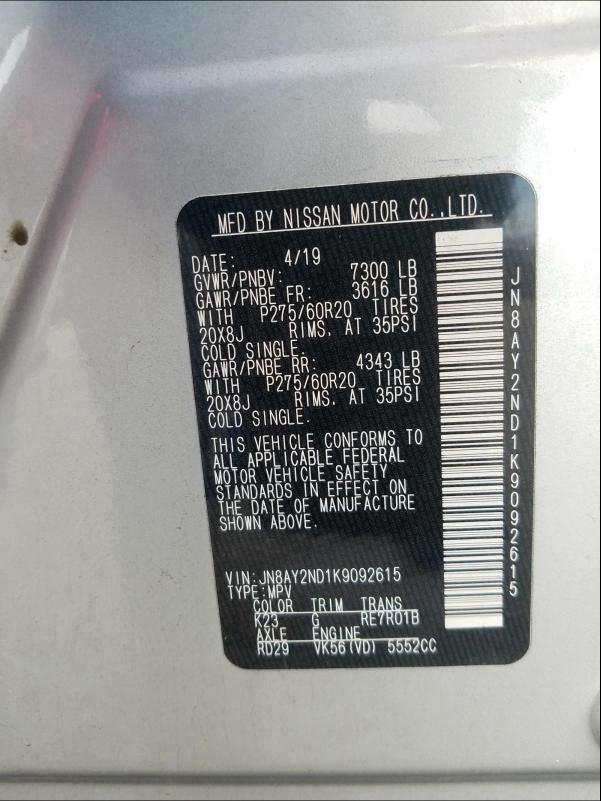 MFD BY NISSAN MOTOR CO.,LTD.
DATE: 4/19
GVWR/PNBV: 7300 LB
GAWR/PNBE FR: 3616 LB
WITH P275/60R20 TIRES
20X8J RIMS, AT 35PSI
COLD SINGLE.
GAWR/PNBE RR: 4343 LB
WITH P275/60R20 TIRES
20X8J RIMS, AT 35PSI
COLD SINGLE.
THIS VEHICLE CONFORMS TO
ALL APPLICABLE FEDERAL
MOTOR VEHICLE SAFETY
STANDARDS IN EFFECT ON
THE DATE OF MANUFACTURE
SHOWN ABOVE.
VIN:JN8AY2ND1K9092615
TYPE:MPV
COLOR TRIM TRANS
K23 G RE7R01B
AXLE ENGINE
RD29 VK56(VD) 5552CC
JN8AY2ND1K9092615